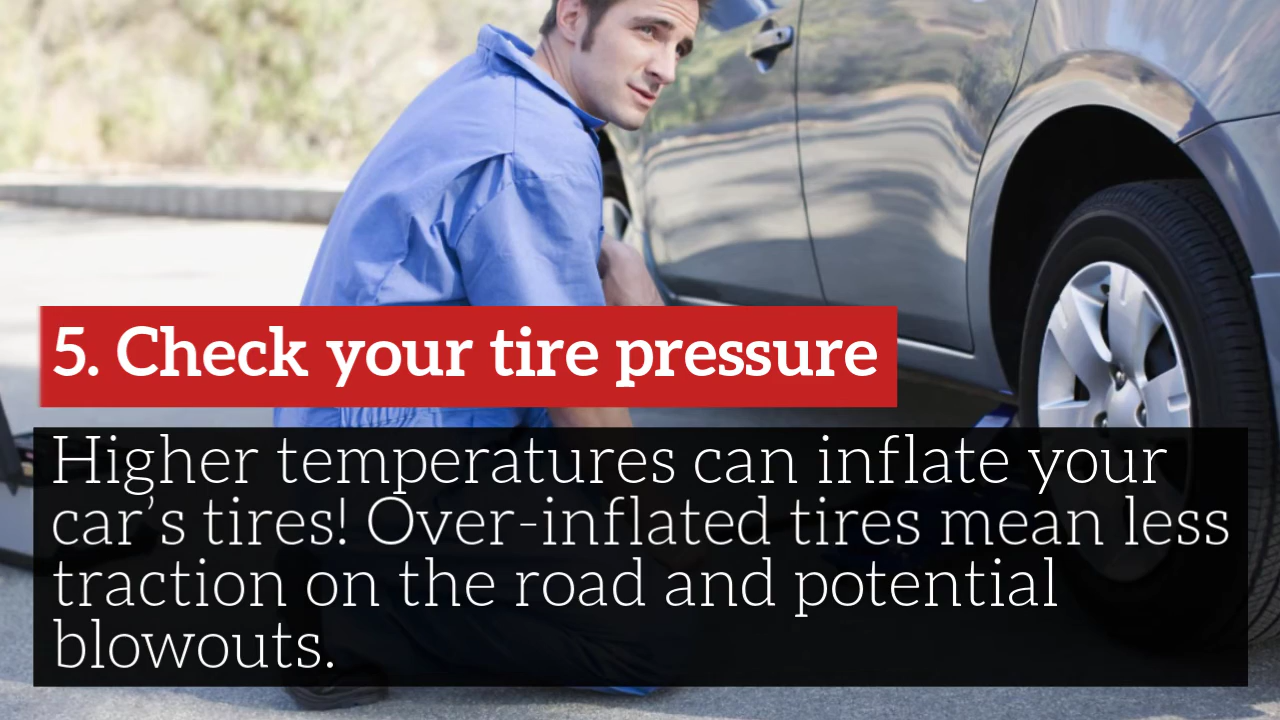 5. Check your tire pressure
Higher temperatures can inflate your
car’s tires! Over-inflated tires mean less
traction on the road and potential
blowouts.